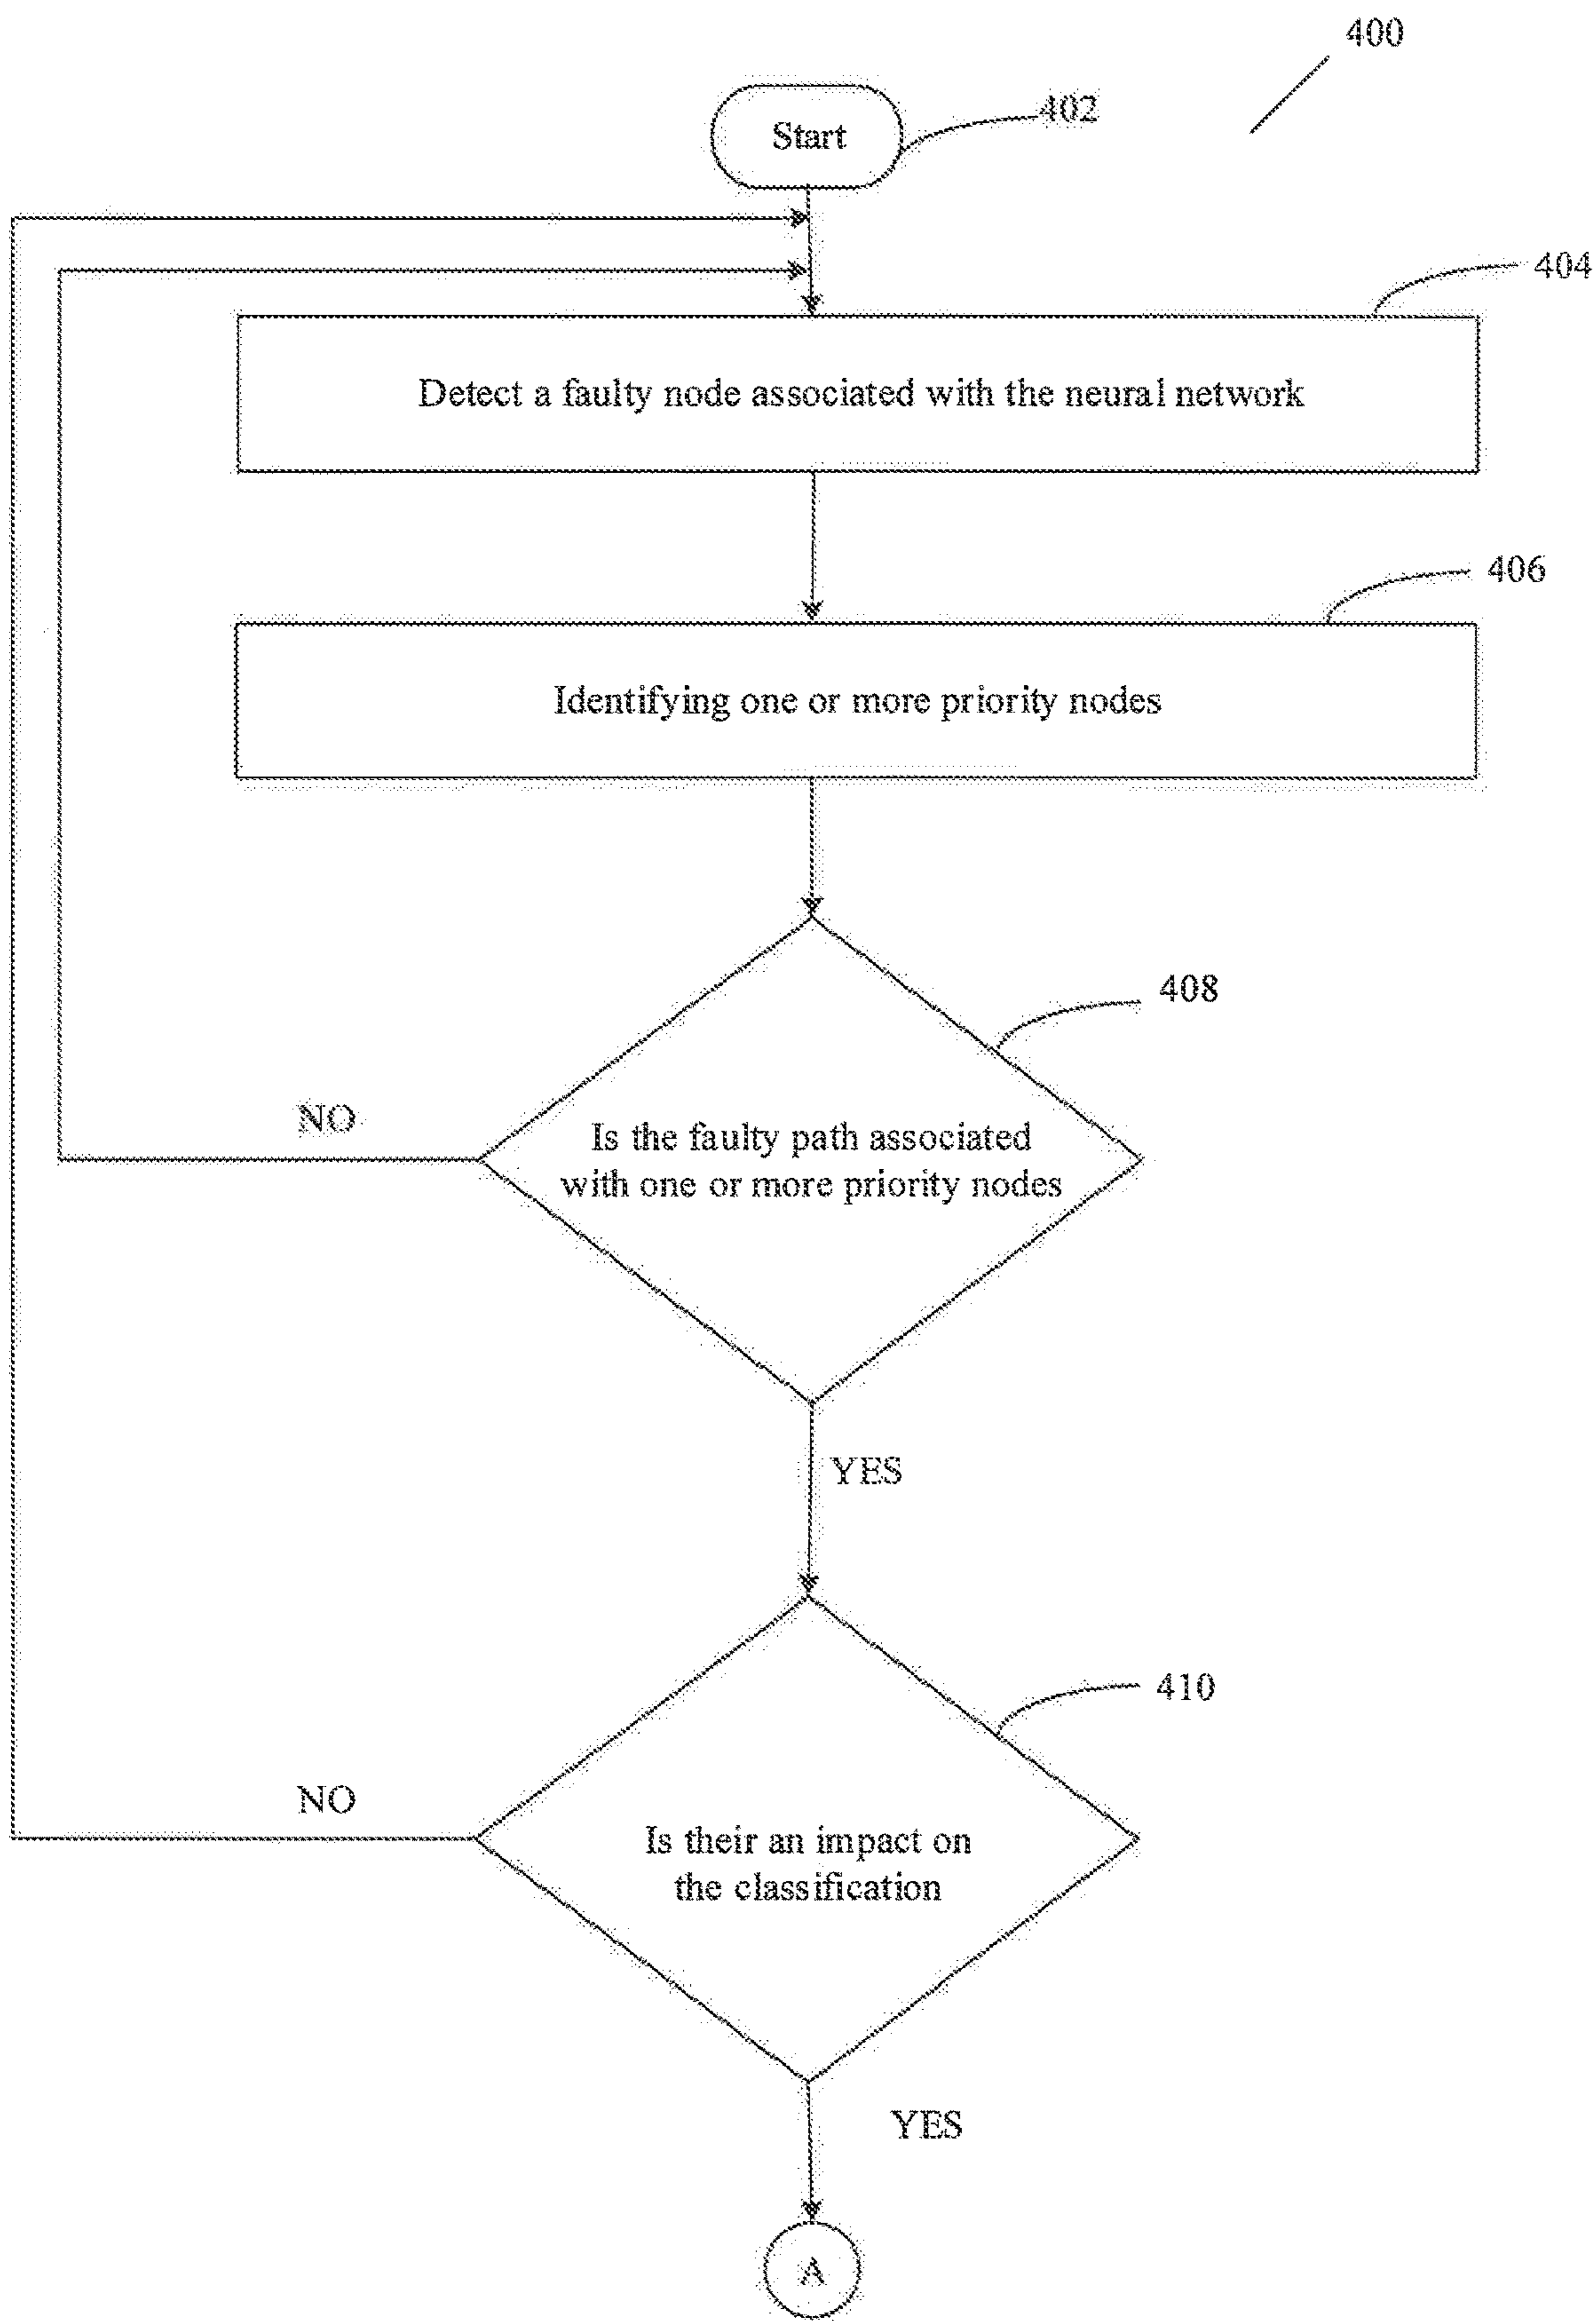 400
Start
402
404
Detect a faulty node associated with the neural network
406
Identifying one or more priority nodes
408
NO
Is the faulty path associated
with one or more priority nodes
YES
410
NO
Is their an impact on
the classification
YES
A